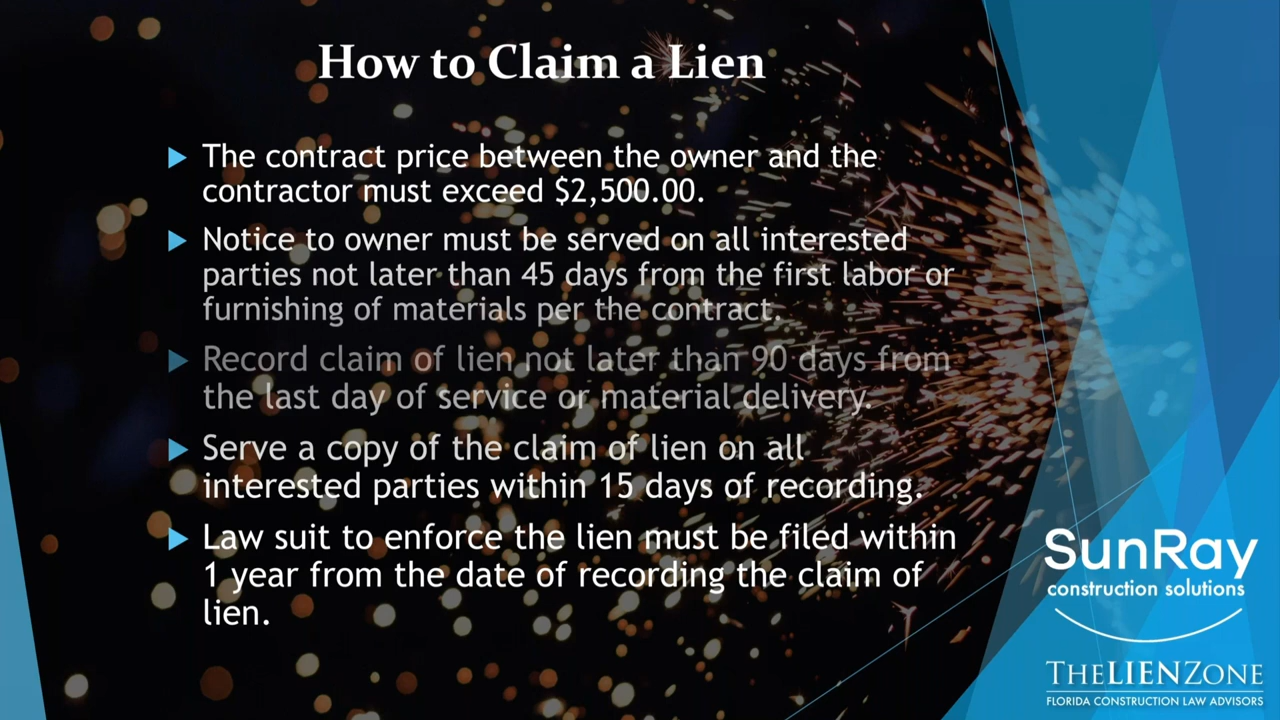 How to Claim a Lien
The contract price between the owner and the
contractor must exceed $2,500.00.
Notice to owner must be served on all interested
parties not later than 45 days from the first labor or
furnishing of materials per the contract.
Record claim of lien not later than 90 days from
the last day of service or material delivery.
Serve a copy of the claim of lien on all
interested parties within 15 days of recording.
Law suit to enforce the lien must be filed within
1 year from the date of recording the claim of
lien.
SunRay
construction solutions
THELIENZONE
FLORIDA CONSTRUCTION LAW ADVISORS